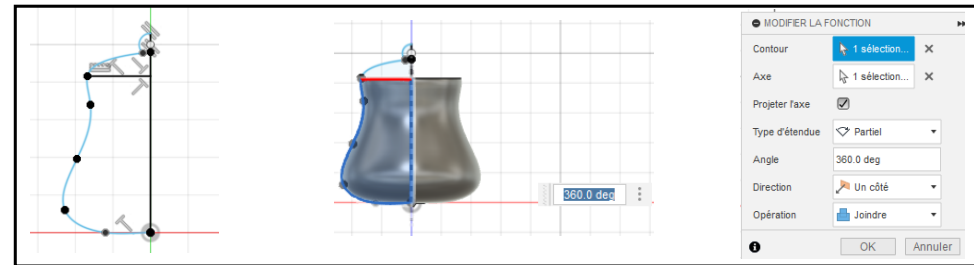 360.0 deg
MODIFIER LA FONCTION
Contour
1 sélection...
Axe
1 sélection...
Projeter l'axe
Type d'étendue
Partiel
Angle
360.0 deg
Direction
Un côté
Opération
Joindre
OK
Annuler